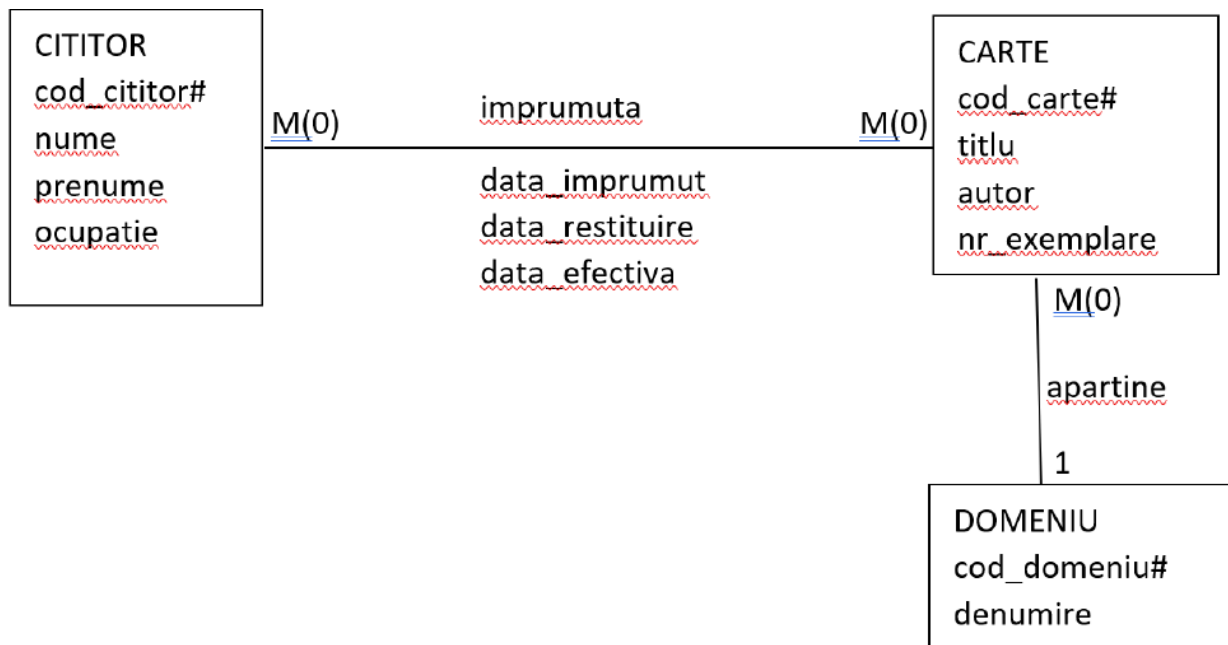 CITITOR
cod_cititor#
nume
prenume
ocupatie
M(0)
imprumuta
M(0)
data_imprumut
data_restituire
data_efectiva
CARTE
cod_carte#
titlu
autor
nr_exemplare
M(0)
apartine
1
DOMENIU
cod_domeniu#
denumire